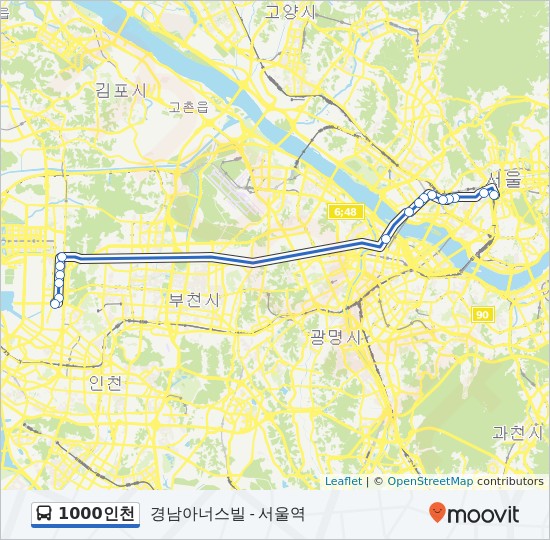 고양시
읍
김포시
고촌읍
서울
6;48
부천시
90
광명시
인천
과천시
Leaflet | © OpenStreetMap contributors
1000인천 경남아너스빌 - 서울역
moovit